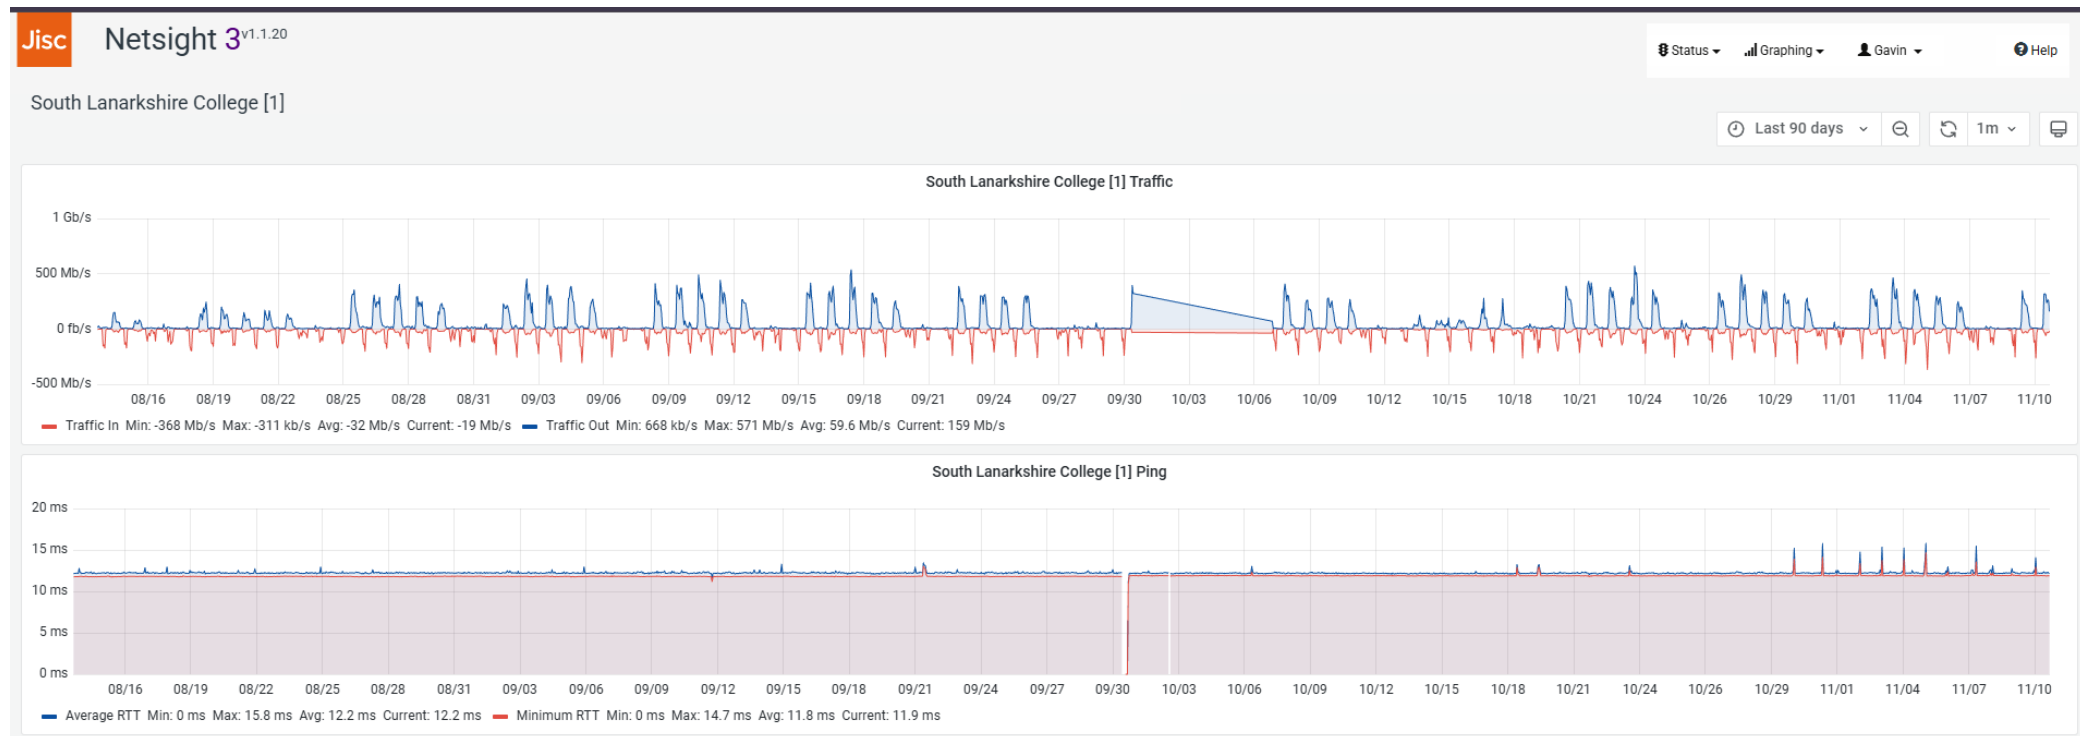 Jisc
Netsight 3 v1.1.20
Status
Graphing
Gavin
Help
South Lanarkshire College [1]
Last 90 days
1m
South Lanarkshire College [1] Traffic
1 Gb/s
500 Mb/s
0 fb/s
-500 Mb/s
08/16 08/19 08/22 08/25 08/28 08/31 09/03 09/06 09/09 09/12 09/15 09/18 09/21 09/24 09/27 09/30 10/03 10/06 10/09 10/12 10/15 10/18 10/21 10/24 10/26 10/29 11/01 11/04 11/07 11/10
Traffic In Min: -368 Mb/s Max: -311 kb/s Avg: -32 Mb/s Current: -19 Mb/s Traffic Out Min: 668 kb/s Max: 571 Mb/s Avg: 59.6 Mb/s Current: 159 Mb/s
South Lanarkshire College [1] Ping
20 ms
15 ms
10 ms
5 ms
0 ms
08/16 08/19 08/22 08/25 08/28 08/31 09/03 09/06 09/09 09/12 09/15 09/18 09/21 09/24 09/27 09/30 10/03 10/06 10/09 10/12 10/15 10/18 10/21 10/24 10/26 10/29 11/01 11/04 11/07 11/10
Average RTT Min: 0 ms Max: 15.8 ms Avg: 12.2 ms Current: 12.2 ms Minimum RTT Min: 0 ms Max: 14.7 ms Avg: 11.8 ms Current: 11.9 ms